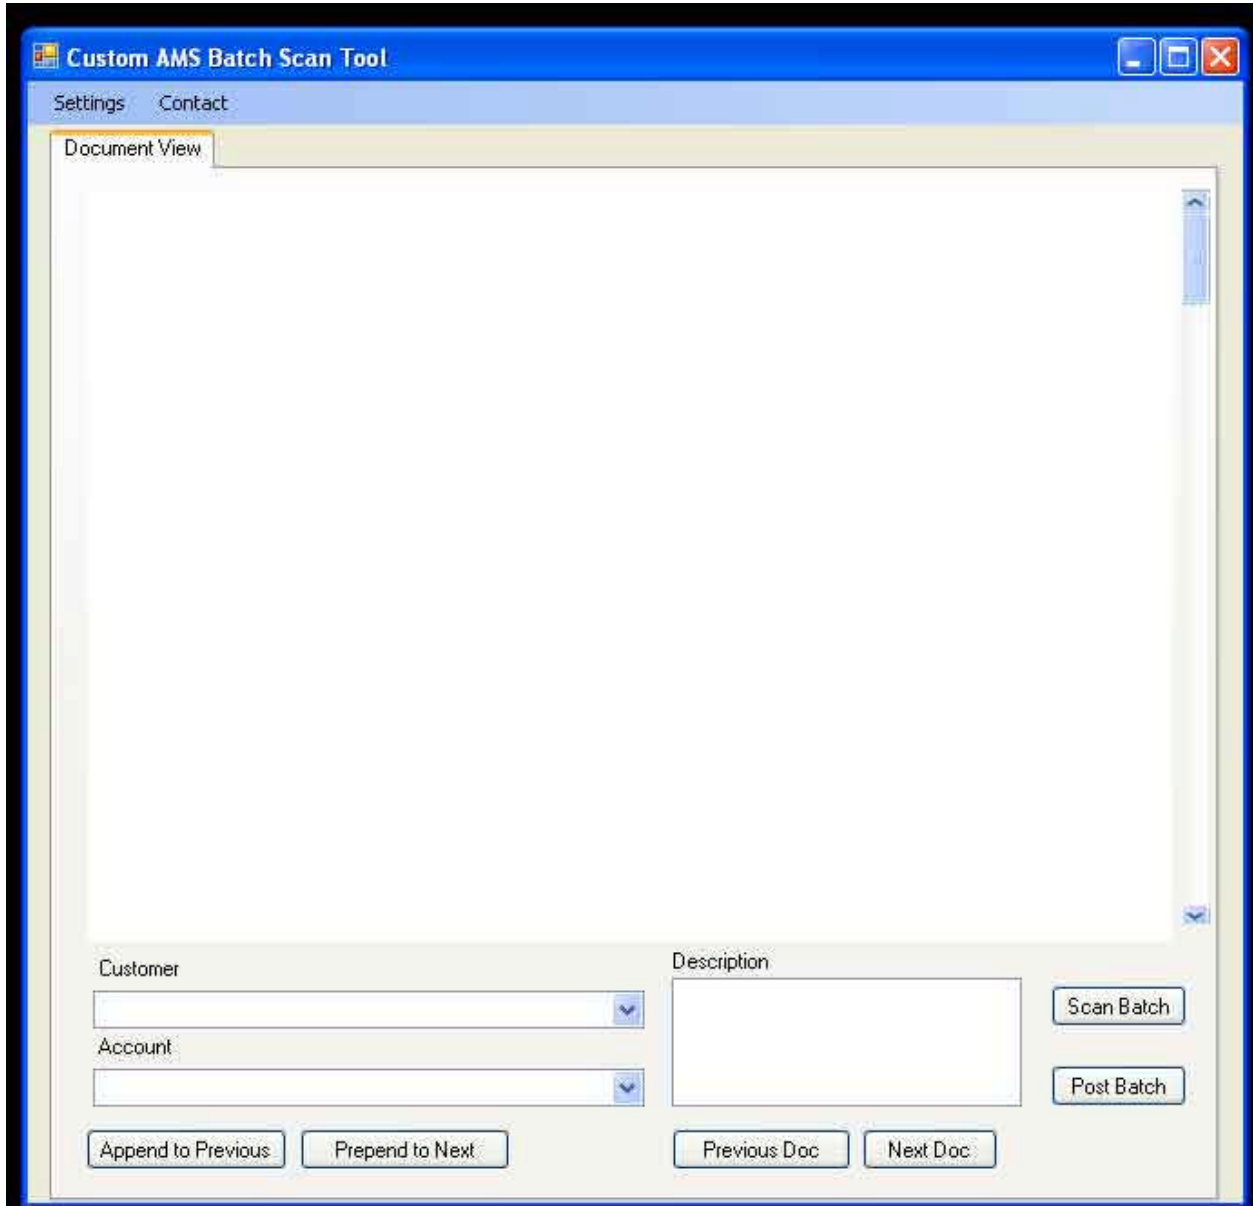 Custom AMS Batch Scan Tool
Settings Contact
Document View
Customer
Description
Scan Batch
Account
Post Batch
Append to Previous Prepend to Next Previous Doc Next Doc